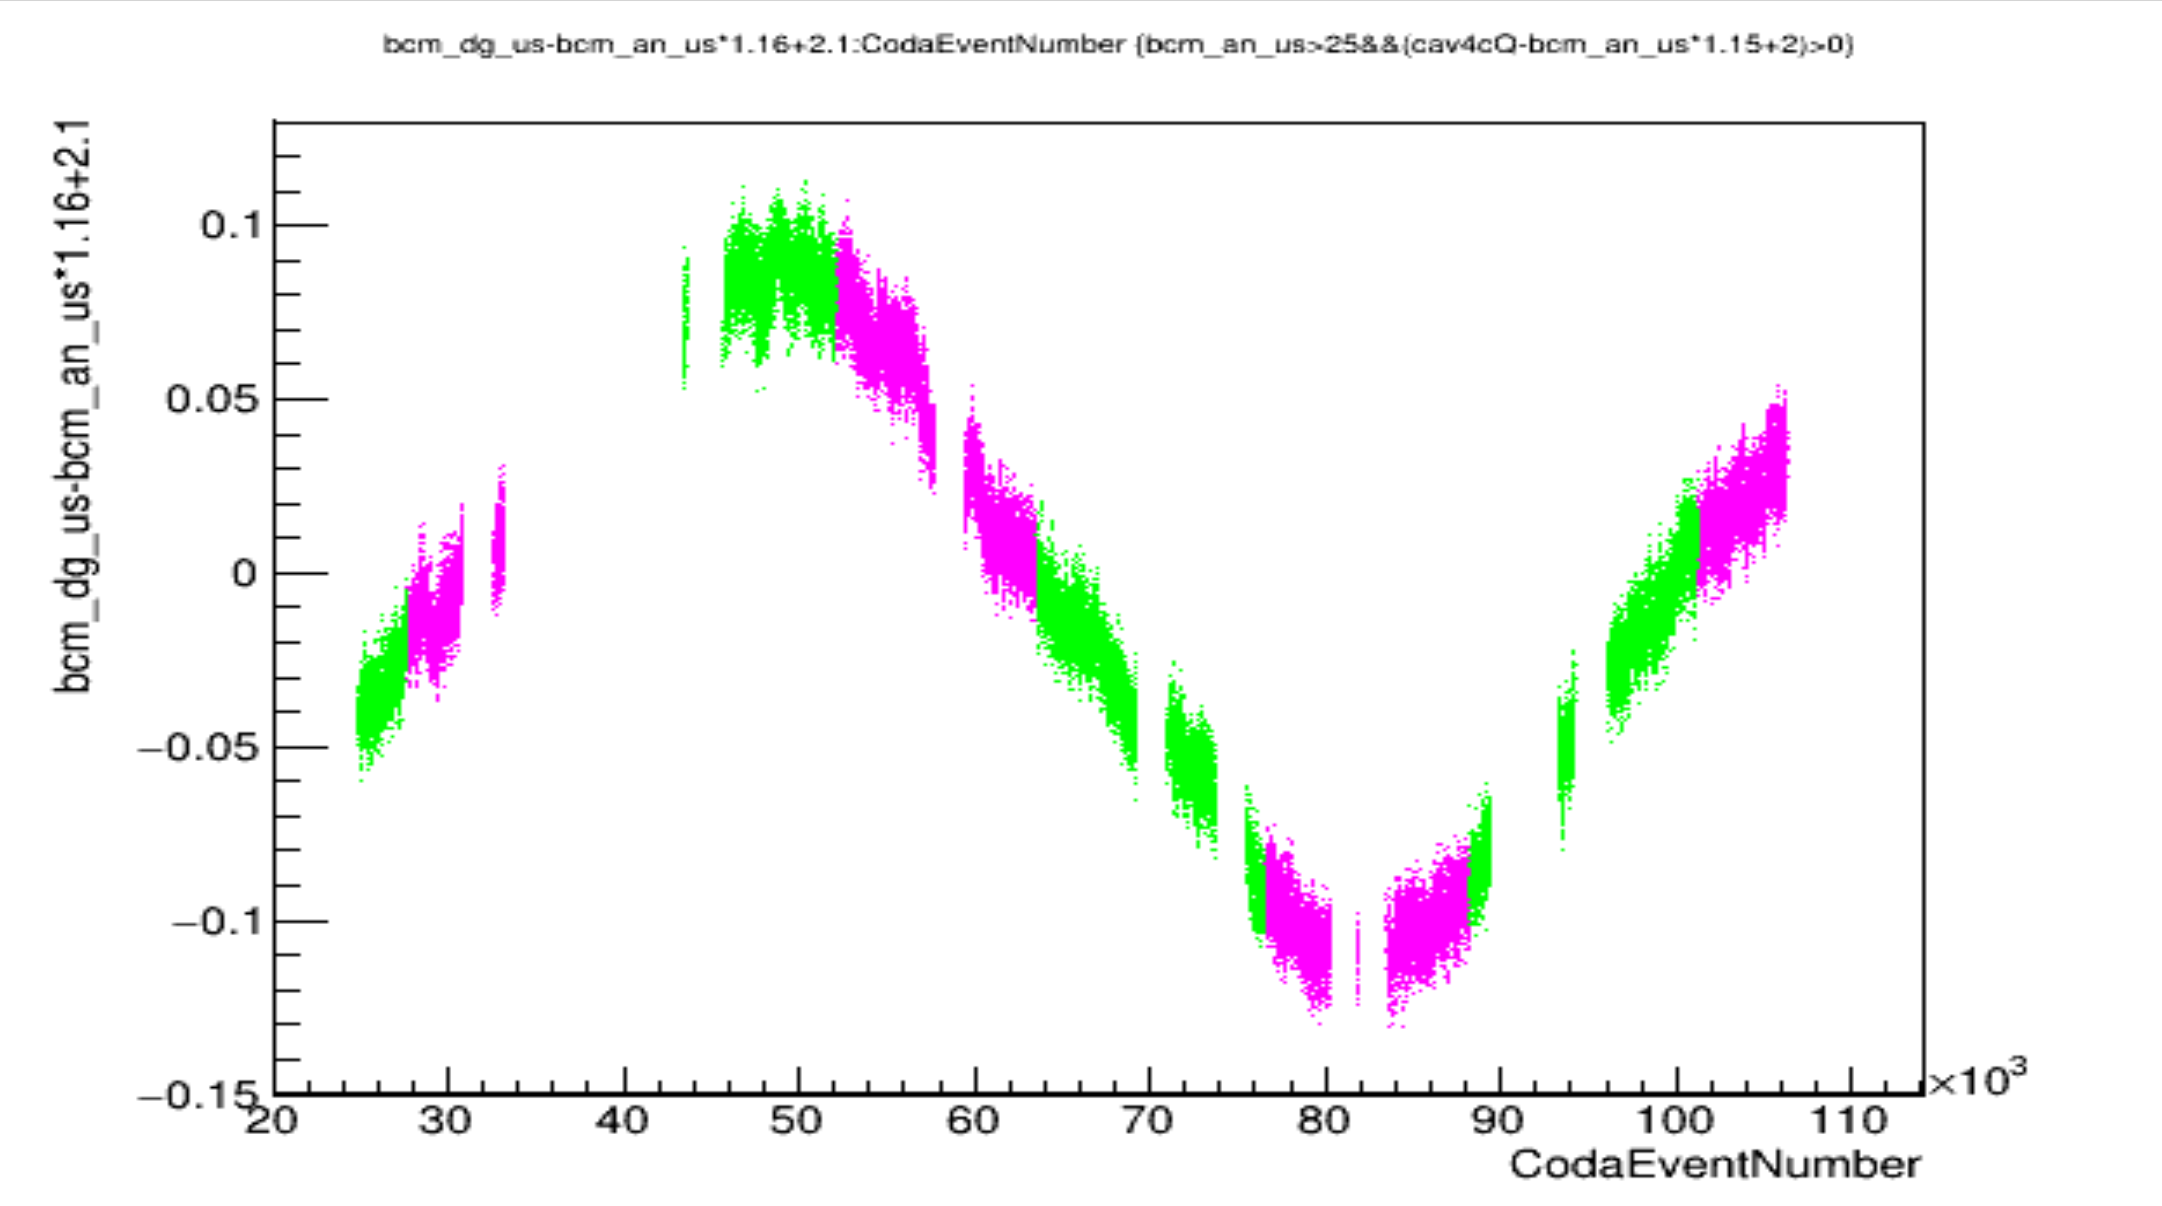 bcm_dg_us-bcm_an_us*1.16+2.1:CodaEventNumber {bcm_an_us>25&&(cav4cQ-bcm_an_us*1.15+2)>0}
bcm_dg_us-bcm_an_us*1.16+2.1
0.1
0.05
0
−0.05
−0.1
−0.15
20 30 40 50 60 70 80 90 100 110
×10³
CodaEventNumber